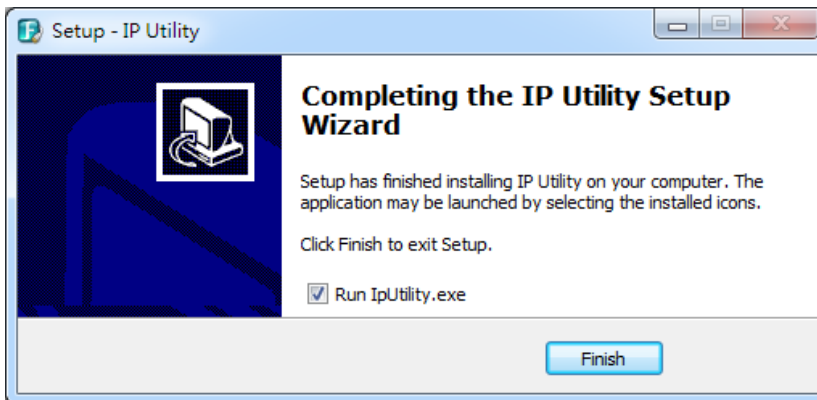 Setup - IP Utility
Completing the IP Utility Setup
Wizard
Setup has finished installing IP Utility on your computer. The
application may be launched by selecting the installed icons.
Click Finish to exit Setup.
Run IpUtility.exe
Finish